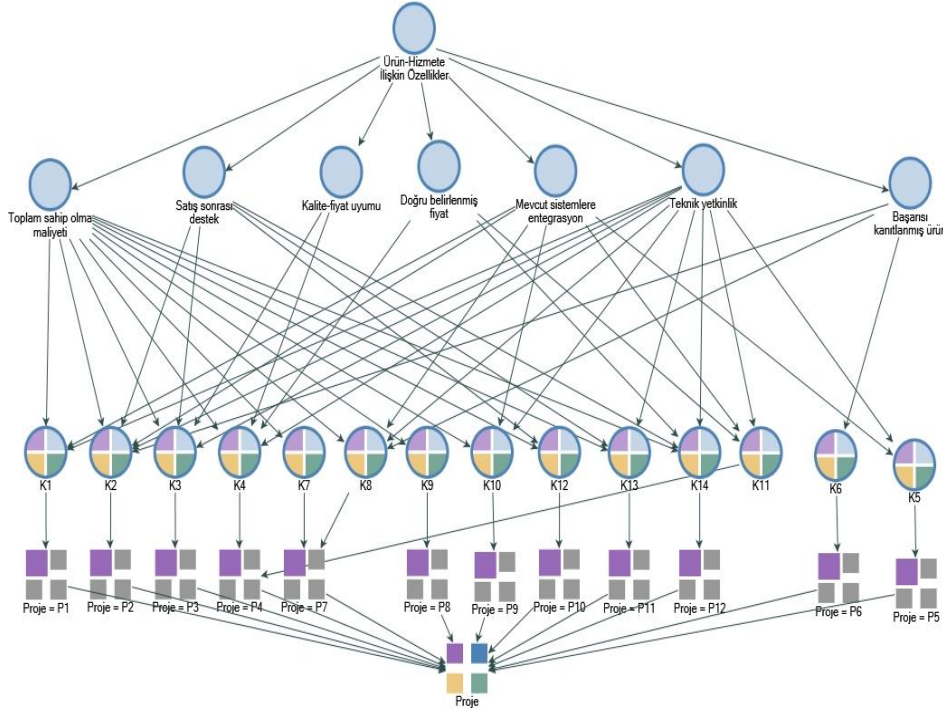 Ürün-Hizmete
İlişkin Özellikler
Toplam sahip olma
maliyeti
Satış sonrası
destek
Kalite-fiyat uyumu
Doğru belirlenmiş
fiyat
Mevcut sistemlere
entegrasyon
Teknik yetkinlik
Başarısı
kanıtlanmış ürün
K1
K2
K3
K4
K7
K8
K9
K10
K12
K13
K14
K11
K6
K5
Proje = P1
Proje = P2
Proje = P3
Proje = P4
Proje = P7
Proje = P8
Proje = P9
Proje = P10
Proje = P11
Proje = P12
Proje = P6
Proje = P5
Proje